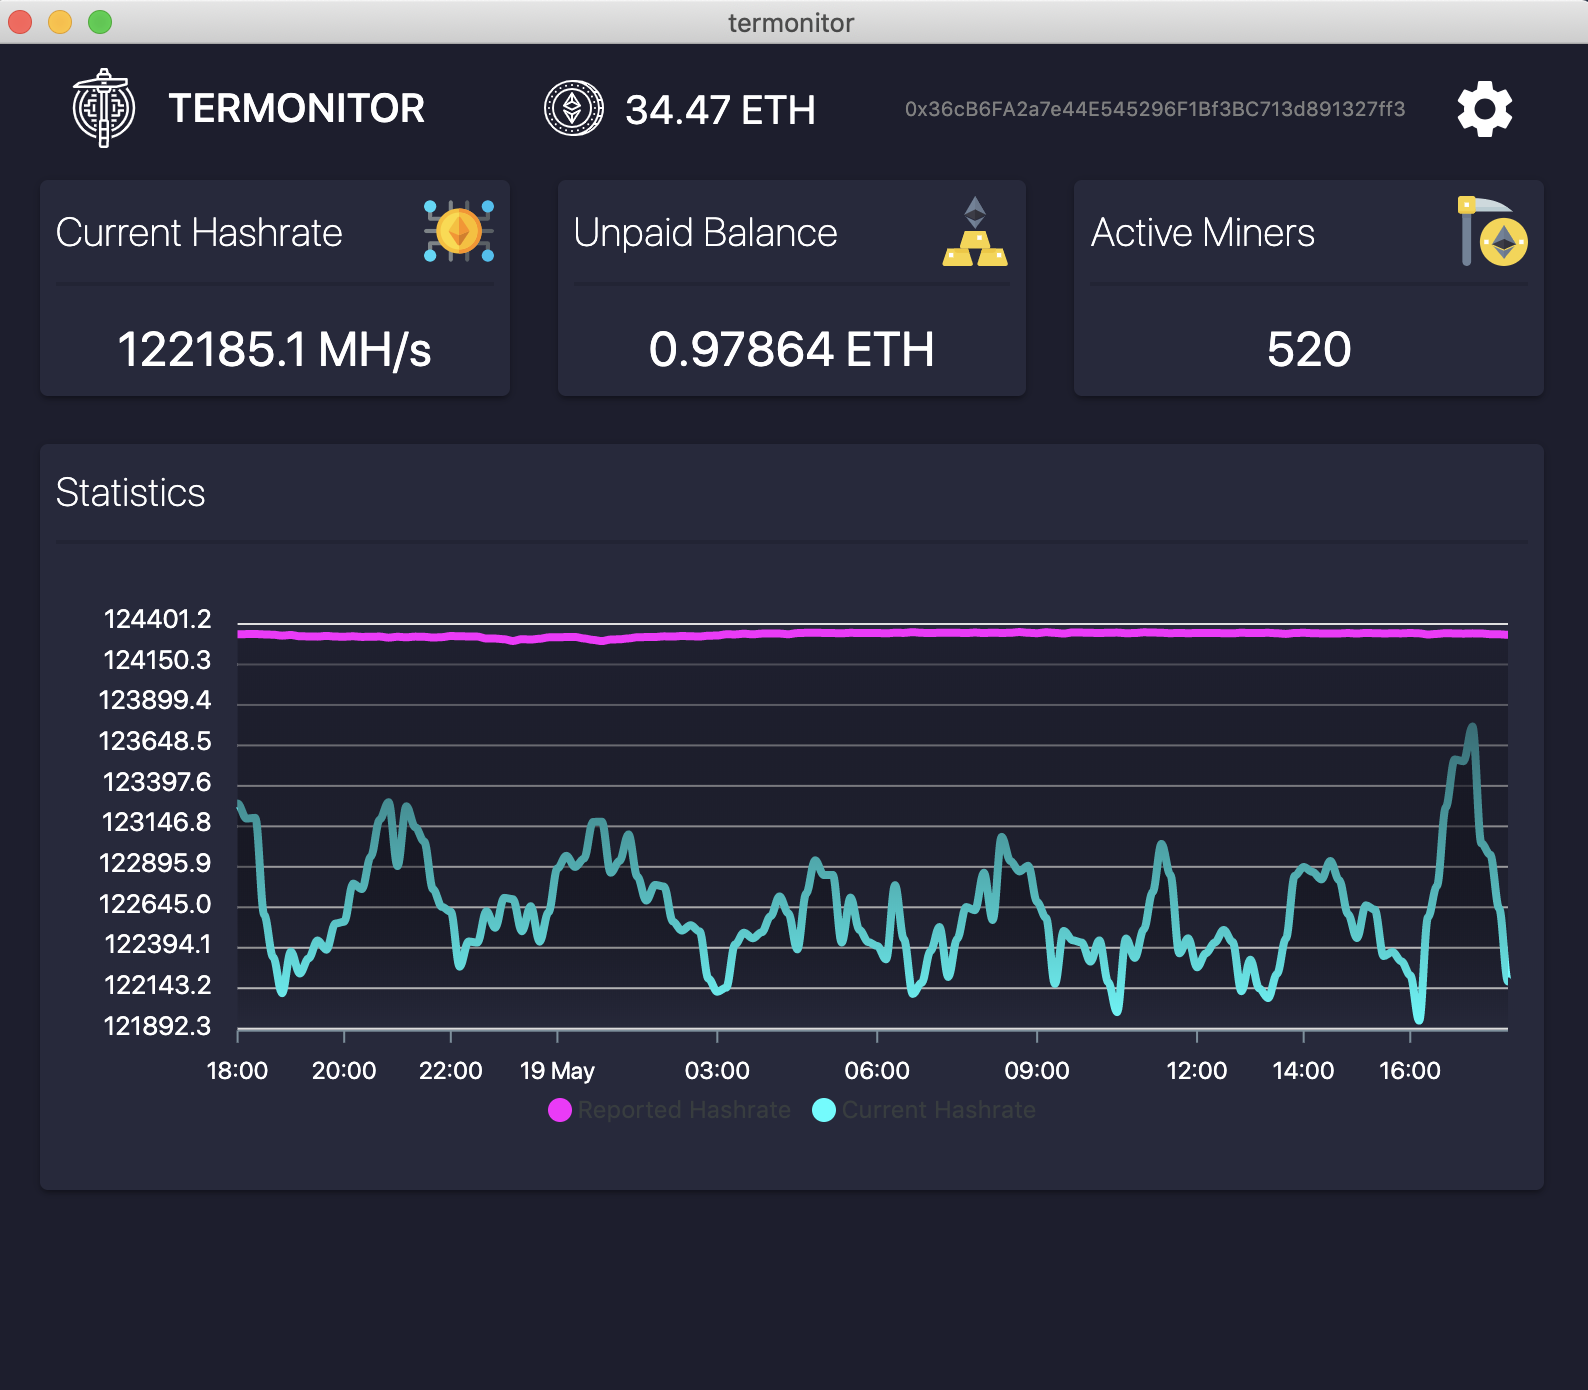 termonitor
TERMONITOR
34.47 ETH
0x36cB6FA2a7e44E545296F1Bf3BC713d891327ff3
Current Hashrate
122185.1 MH/s
Unpaid Balance
0.97864 ETH
Active Miners
520
Statistics
124401.2
124150.3
123899.4
123648.5
123397.6
123146.8
122895.9
122645.0
122394.1
122143.2
121892.3
18:00 20:00 22:00 19 May 03:00 06:00 09:00 12:00 14:00 16:00
Reported Hashrate Current Hashrate